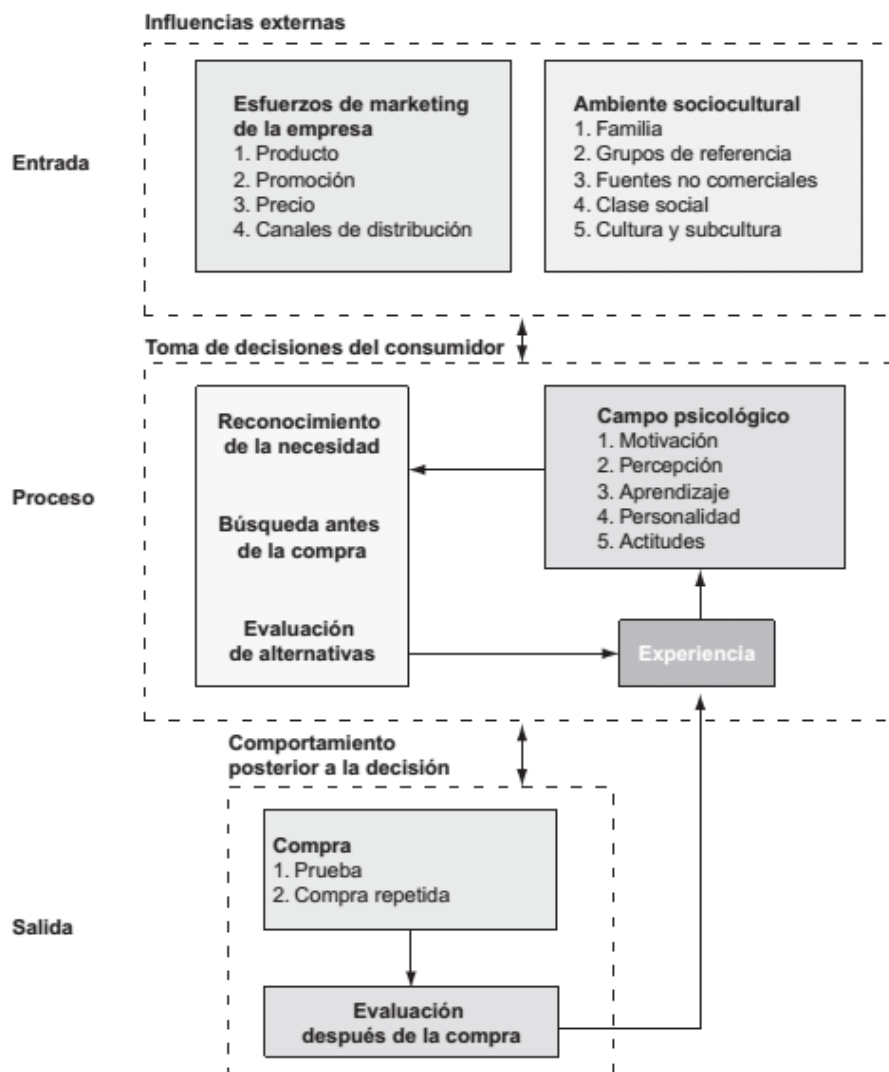 Influencias externas
Esfuerzos de marketing
de la empresa
1. Producto
2. Promoción
3. Precio
4. Canales de distribución
Ambiente sociocultural
1. Familia
2. Grupos de referencia
3. Fuentes no comerciales
4. Clase social
5. Cultura y subcultura
Entrada
Toma de decisiones del consumidor
Reconocimiento
de la necesidad
Búsqueda antes
de la compra
Evaluación
de alternativas
Campo psicológico
1. Motivación
2. Percepción
3. Aprendizaje
4. Personalidad
5. Actitudes
Experiencia
Proceso
Comportamiento
posterior a la decisión
Compra
1. Prueba
2. Compra repetida
Salida
Evaluación
después de la compra